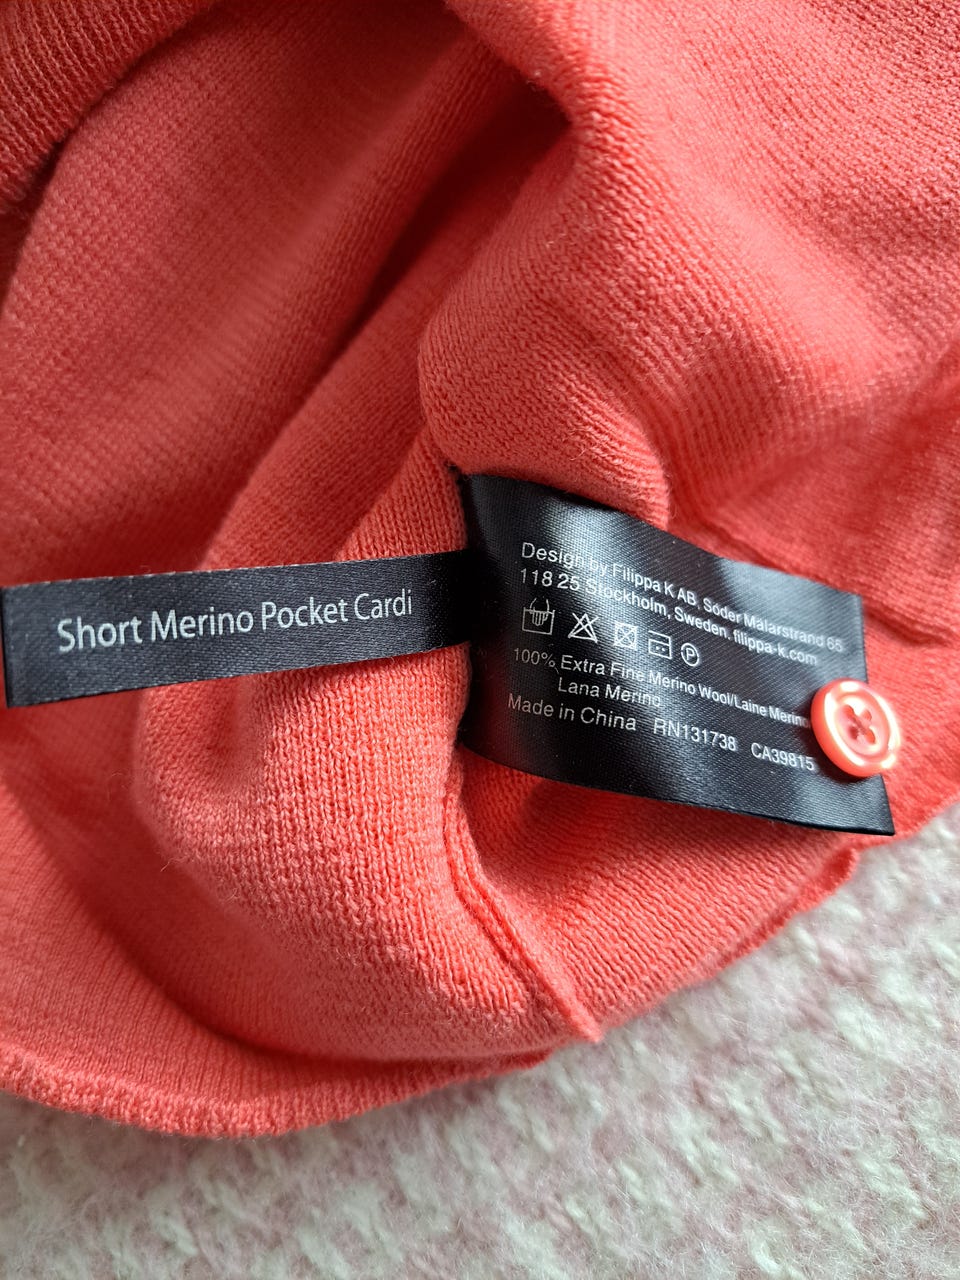 Short Merino Pocket Cardi
Design by Filippa K AB, Söder Mälarstrand 65
118 25 Stockholm, Sweden. filippa-k.com
P
100% Extra Fine Merino Wool/Laine Merinos
Lana Merino
Made in China RN131738 CA39815